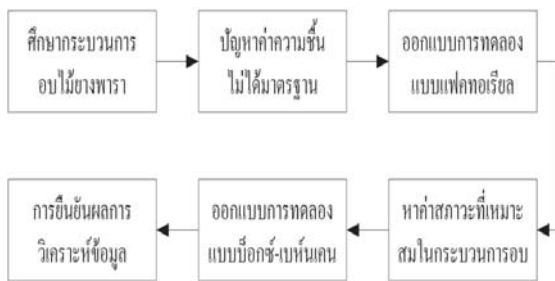 ศึกษากระบวนการ
อบไม้ยางพารา
ปัญหาค่าความชื้น
ไม่ได้มาตรฐาน
ออกแบบการทดลอง
แบบแฟคทอเรียล
หาค่าสภาวะที่เหมาะ
สมในกระบวนการอบ
ออกแบบการทดลอง
แบบบ็อกซ์-เบห์นเคน
การยืนยันผลการ
วิเคราะห์ข้อมูล